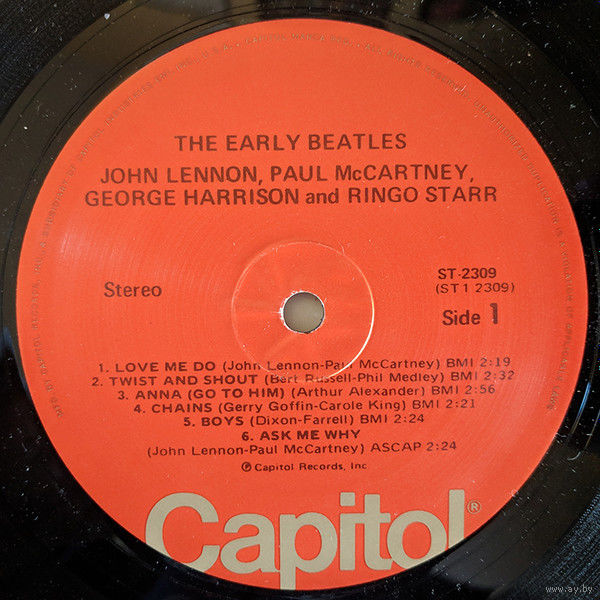 THE EARLY BEATLES
JOHN LENNON, PAUL McCARTNEY,
GEORGE HARRISON and RINGO STARR
Stereo
ST-2309
(ST 1 2309)
Side 1
1. LOVE ME DO (John Lennon-Paul McCartney) BMI 2:19
2. TWIST AND SHOUT (Bert Russell-Phil Medley) BMI 2:32
3. ANNA (GO TO HIM) (Arthur Alexander) BMI 2:56
4. CHAINS (Gerry Goffin-Carole King) BMI 2:21
5. BOYS (Dixon-Farrell) BMI 2:24
6. ASK ME WHY
(John Lennon-Paul McCartney) ASCAP 2:24
℗ Capitol Records, Inc
Capitol®
www.ay.by